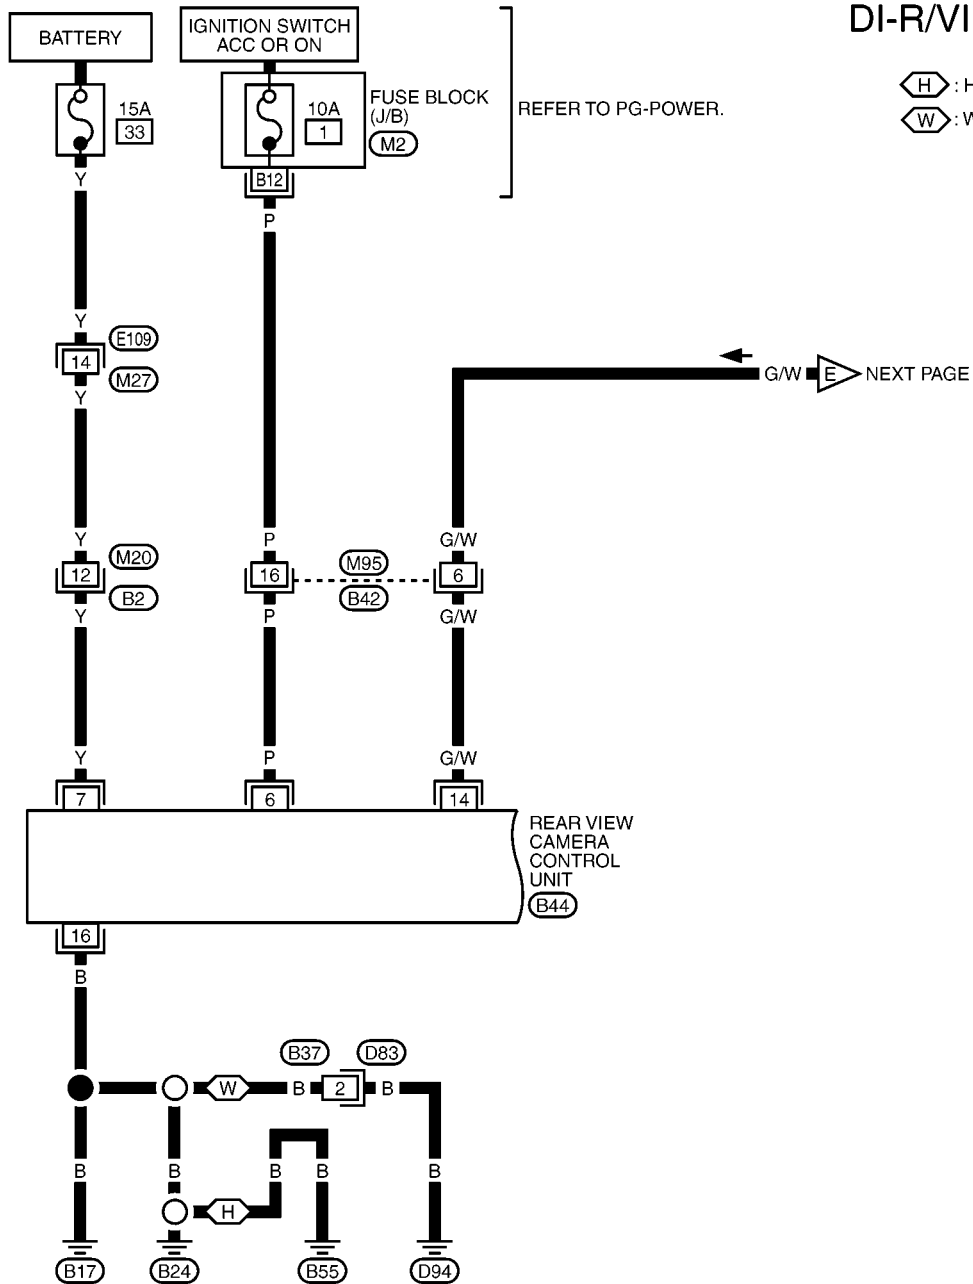 DI-R/VI
BATTERY
IGNITION SWITCH
ACC OR ON
H : H
W : W
15A
33
10A
1
FUSE BLOCK
(J/B)
M2
REFER TO PG-POWER.
Y
B12
P
Y
E109
14
M27
Y
G/W
E
NEXT PAGE
Y
P
G/W
M20
12
B2
16
M95
B42
6
Y
P
G/W
Y
P
G/W
7
6
14
REAR VIEW
CAMERA
CONTROL
UNIT
B44
16
B
B37
D83
W
B
2
B
B
B
B
B
B
H
B17
B24
B55
D94